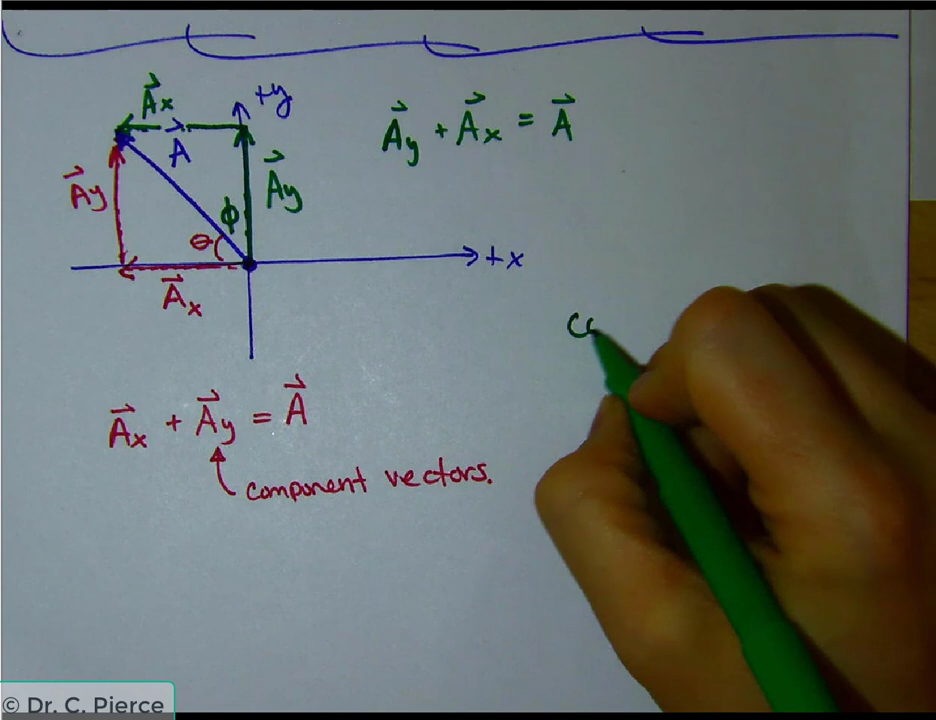 A⃗x
+y
A⃗
A⃗y
ϕ
A⃗y
θ
+x
A⃗x
A⃗y + A⃗x = A⃗
A⃗x + A⃗y = A⃗
component vectors.
© Dr. C. Pierce